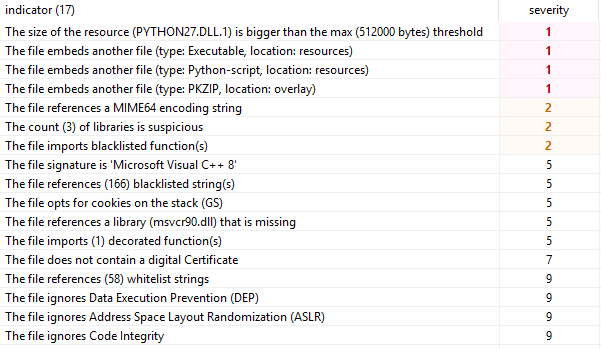 indicator (17) severity
The size of the resource (PYTHON27.DLL.1) is bigger than the max (512000 bytes) threshold 1
The file embeds another file (type: Executable, location: resources) 1
The file embeds another file (type: Python-script, location: resources) 1
The file embeds another file (type: PKZIP, location: overlay) 1
The file references a MIME64 encoding string 2
The count (3) of libraries is suspicious 2
The file imports blacklisted function(s) 2
The file signature is 'Microsoft Visual C++ 8' 5
The file references (166) blacklisted string(s) 5
The file opts for cookies on the stack (GS) 5
The file references a library (msvcr90.dll) that is missing 5
The file imports (1) decorated function(s) 5
The file does not contain a digital Certificate 7
The file references (58) whitelist strings 9
The file ignores Data Execution Prevention (DEP) 9
The file ignores Address Space Layout Randomization (ASLR) 9
The file ignores Code Integrity 9